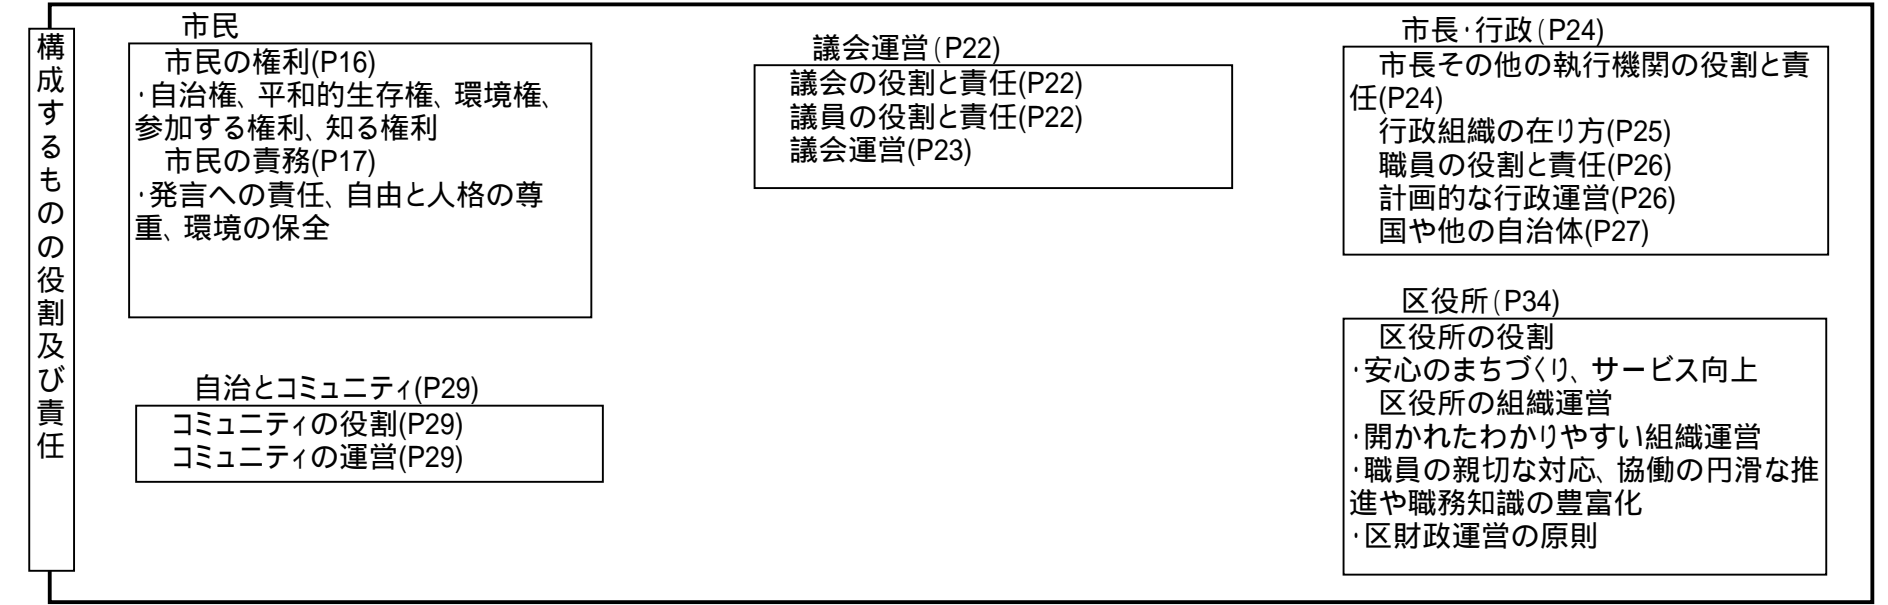 構成するものの役割及び責任
市民
市民の権利(P16)
・自治権、平和的生存権、環境権、
参加する権利、知る権利
市民の責務(P17)
・発言への責任、自由と人格の尊
重、環境の保全
自治とコミュニティ(P29)
コミュニティの役割(P29)
コミュニティの運営(P29)
議会運営(P22)
議会の役割と責任(P22)
議員の役割と責任(P22)
議会運営(P23)
市長・行政(P24)
市長その他の執行機関の役割と責
任(P24)
行政組織の在り方(P25)
職員の役割と責任(P26)
計画的な行政運営(P26)
国や他の自治体(P27)
区役所(P34)
区役所の役割
・安心のまちづくり、サービス向上
区役所の組織運営
・開かれたわかりやすい組織運営
・職員の親切な対応、協働の円滑な推
進や職務知識の豊富化
・区財政運営の原則